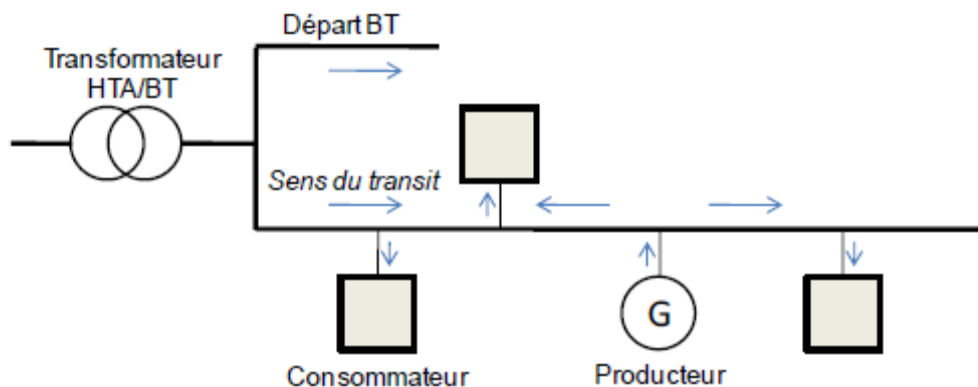 Départ BT
Transformateur
HTA/BT
Sens du transit
G
Consommateur
Producteur